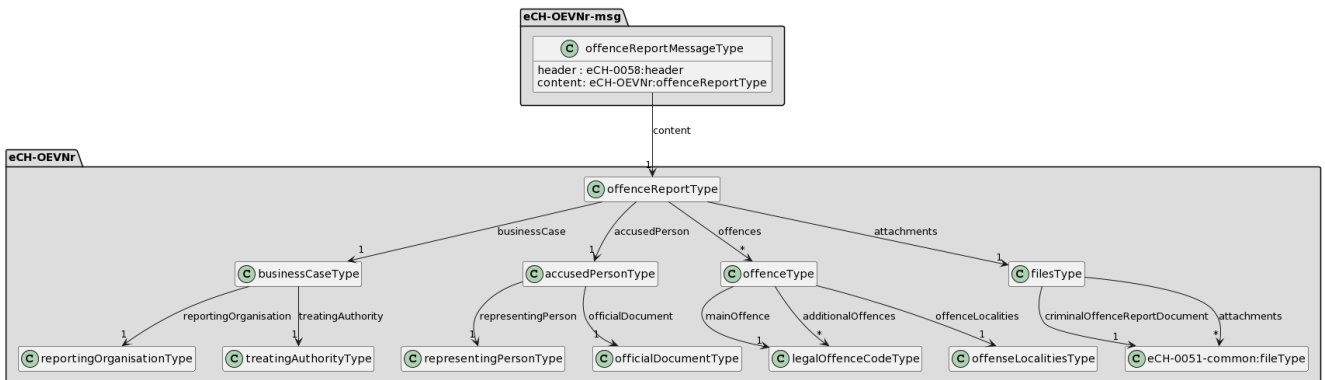 eCH-OEVNr-msg
C offenceReportMessageType
header : eCH-0058:header
content: eCH-OEVNr:offenceReportType
content
eCH-OEVNr
1
C offenceReportType
businessCase
accusedPerson
offences
attachments
1
1
*
1
C businessCaseType
C accusedPersonType
C offenceType
C filesType
reportingOrganisation
treatingAuthority
representingPerson
officialDocument
mainOffence
additionalOffences
offenceLocalities
criminalOffenceReportDocument
attachments
1
1
1
1
1
*
1
1
*
C reportingOrganisationType
C treatingAuthorityType
C representingPersonType
C officialDocumentType
C legalOffenceCodeType
C offenseLocalitiesType
C eCH-0051-common:fileType